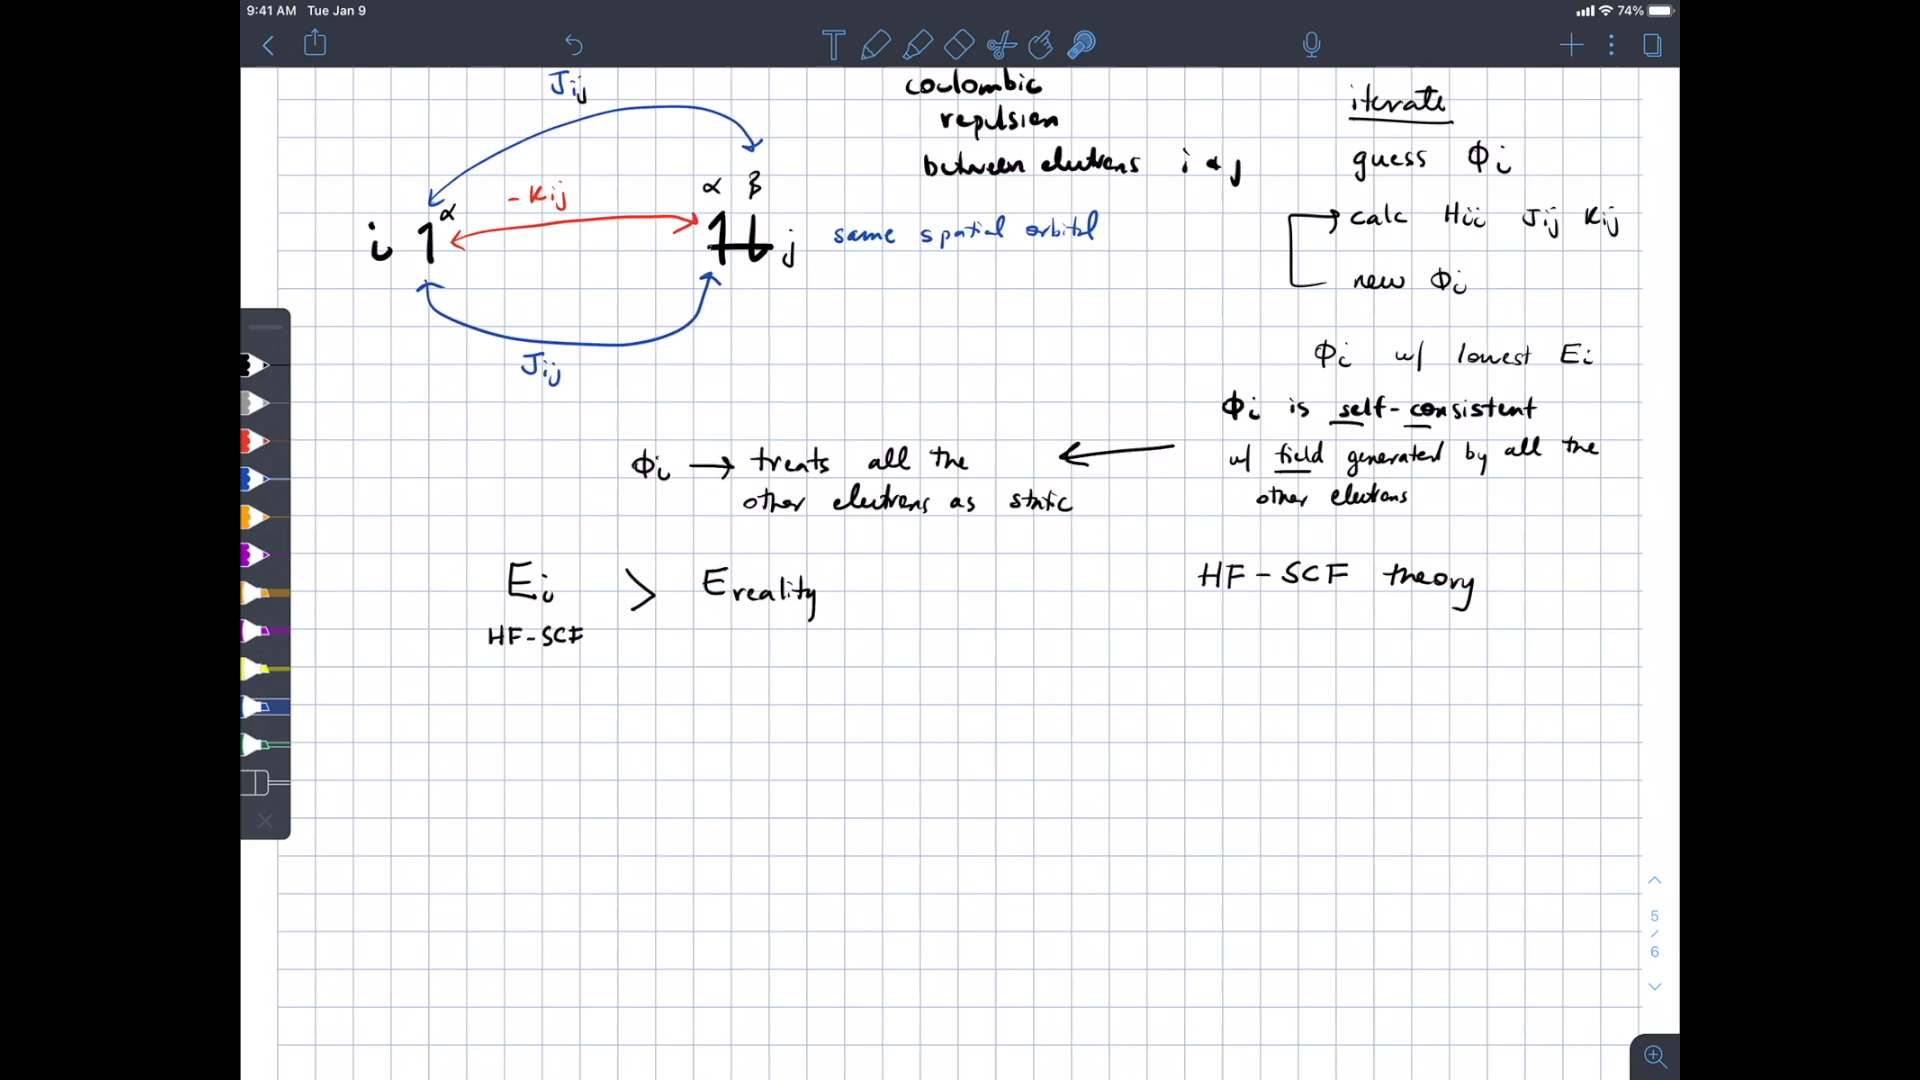 9:41 AM Tue Jan 9
74%
Jij
coulombic
repulsion
between electrons i & j
iterate
guess Φi
calc Hii Jij Kij
new Φi
-Kij
α β
i 1 α
j
same spatial orbital
Jij
Φi w/ lowest Ei
Φi is self-consistent
w/ field generated by all the
other electrons
Φi → treats all the
other electrons as static
Ei > Ereality
HF-SCF
HF-SCF theory
5
/
6